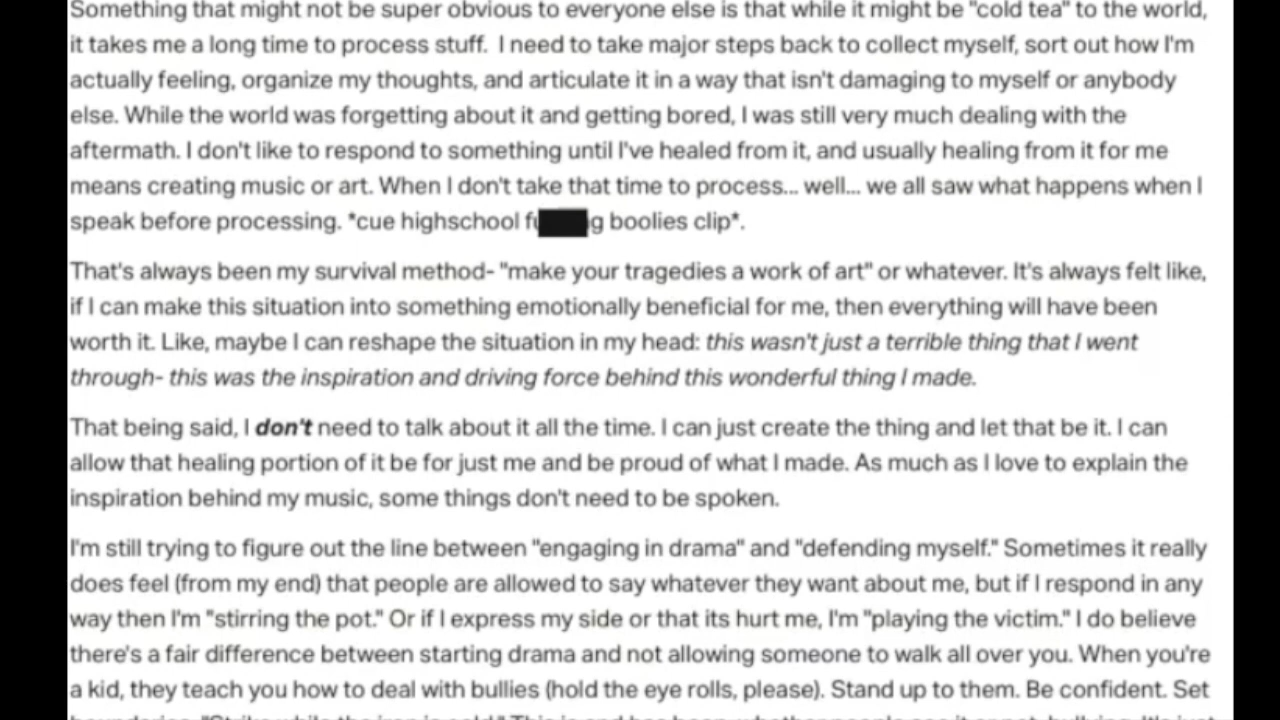 Something that might not be super obvious to everyone else is that while it might be "cold tea" to the world,
it takes me a long time to process stuff.  I need to take major steps back to collect myself, sort out how I'm
actually feeling, organize my thoughts, and articulate it in a way that isn't damaging to myself or anybody
else. While the world was forgetting about it and getting bored, I was still very much dealing with the
aftermath. I don't like to respond to something until I've healed from it, and usually healing from it for me
means creating music or art. When I don't take that time to process... well... we all saw what happens when I
speak before processing. *cue highschool f g boolies clip*.
That's always been my survival method- "make your tragedies a work of art" or whatever. It's always felt like,
if I can make this situation into something emotionally beneficial for me, then everything will have been
worth it. Like, maybe I can reshape the situation in my head: this wasn't just a terrible thing that I went
through- this was the inspiration and driving force behind this wonderful thing I made.
That being said, I don't need to talk about it all the time. I can just create the thing and let that be it. I can
allow that healing portion of it be for just me and be proud of what I made. As much as I love to explain the
inspiration behind my music, some things don't need to be spoken.
I'm still trying to figure out the line between "engaging in drama" and "defending myself." Sometimes it really
does feel (from my end) that people are allowed to say whatever they want about me, but if I respond in any
way then I'm "stirring the pot." Or if I express my side or that its hurt me, I'm "playing the victim." I do believe
there's a fair difference between starting drama and not allowing someone to walk all over you. When you're
a kid, they teach you how to deal with bullies (hold the eye rolls, please). Stand up to them. Be confident. Set